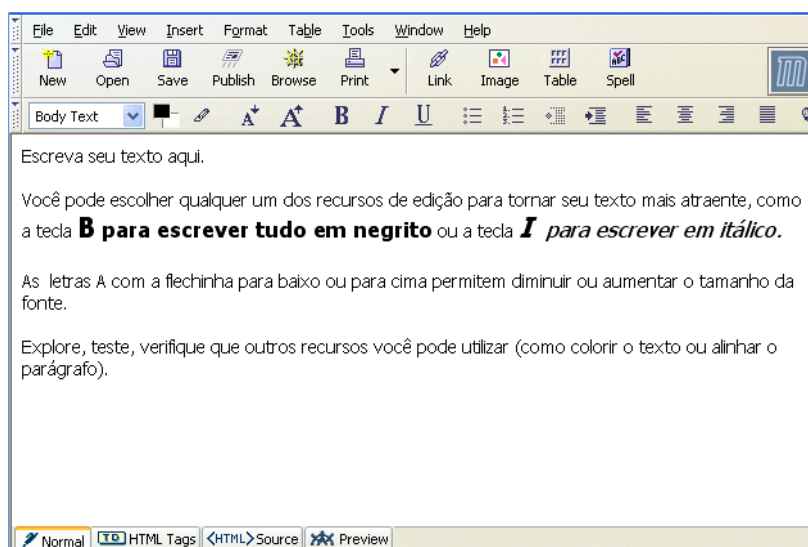 File Edit View Insert Format Table Tools Window Help
New Open Save Publish Browse Print Link Image Table Spell
Body Text A A B I U
Escreva seu texto aqui.
Você pode escolher qualquer um dos recursos de edição para tornar seu texto mais atraente, como
a tecla B para escrever tudo em negrito ou a tecla I para escrever em itálico.
As letras A com a flechinha para baixo ou para cima permitem diminuir ou aumentar o tamanho da
fonte.
Explore, teste, verifique que outros recursos você pode utilizar (como colorir o texto ou alinhar o
parágrafo).
Normal TD HTML Tags <HTML> Source Preview